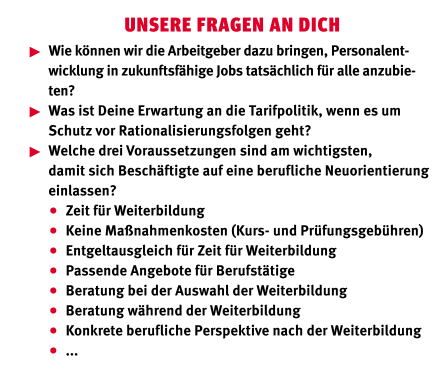 UNSERE FRAGEN AN DICH
▶ Wie können wir die Arbeitgeber dazu bringen, Personalent-
wicklung in zukunftsfähige Jobs tatsächlich für alle anzubie-
ten?
▶ Was ist Deine Erwartung an die Tarifpolitik, wenn es um
Schutz vor Rationalisierungsfolgen geht?
▶ Welche drei Voraussetzungen sind am wichtigsten,
damit sich Beschäftigte auf eine berufliche Neuorientierung
einlassen?
• Zeit für Weiterbildung
• Keine Maßnahmenkosten (Kurs- und Prüfungsgebühren)
• Entgeltausgleich für Zeit für Weiterbildung
• Passende Angebote für Berufstätige
• Beratung bei der Auswahl der Weiterbildung
• Beratung während der Weiterbildung
• Konkrete berufliche Perspektive nach der Weiterbildung
• ...